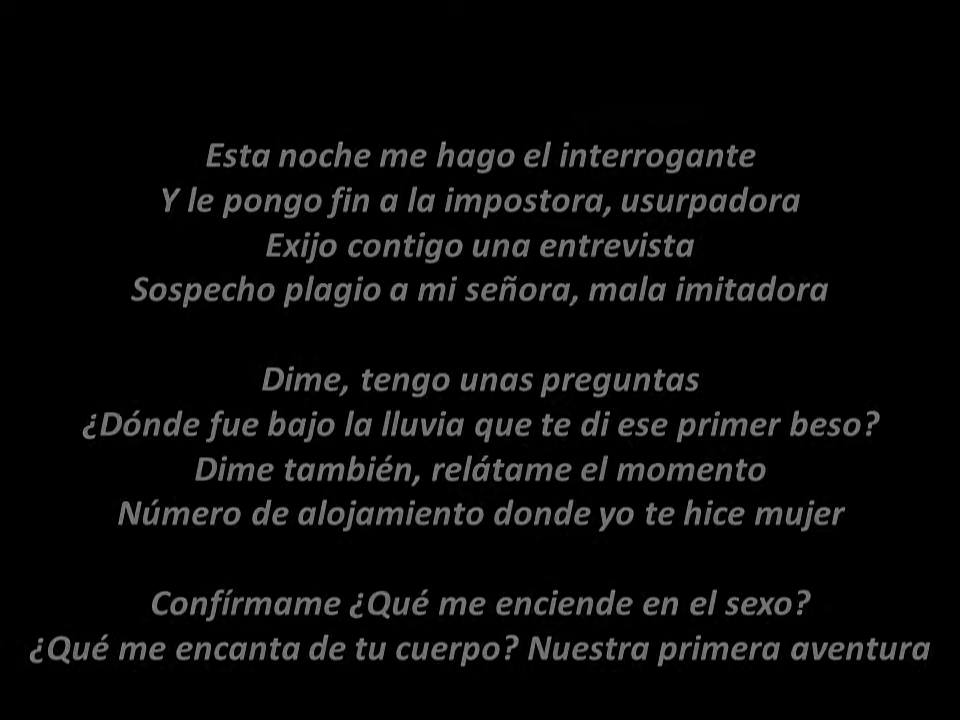 Esta noche me hago el interrogante
Y le pongo fin a la impostora, usurpadora
Exijo contigo una entrevista
Sospecho plagio a mi señora, mala imitadora
Dime, tengo unas preguntas
¿Dónde fue bajo la lluvia que te di ese primer beso?
Dime también, relátame el momento
Número de alojamiento donde yo te hice mujer
Confírmame ¿Qué me enciende en el sexo?
¿Qué me encanta de tu cuerpo? Nuestra primera aventura